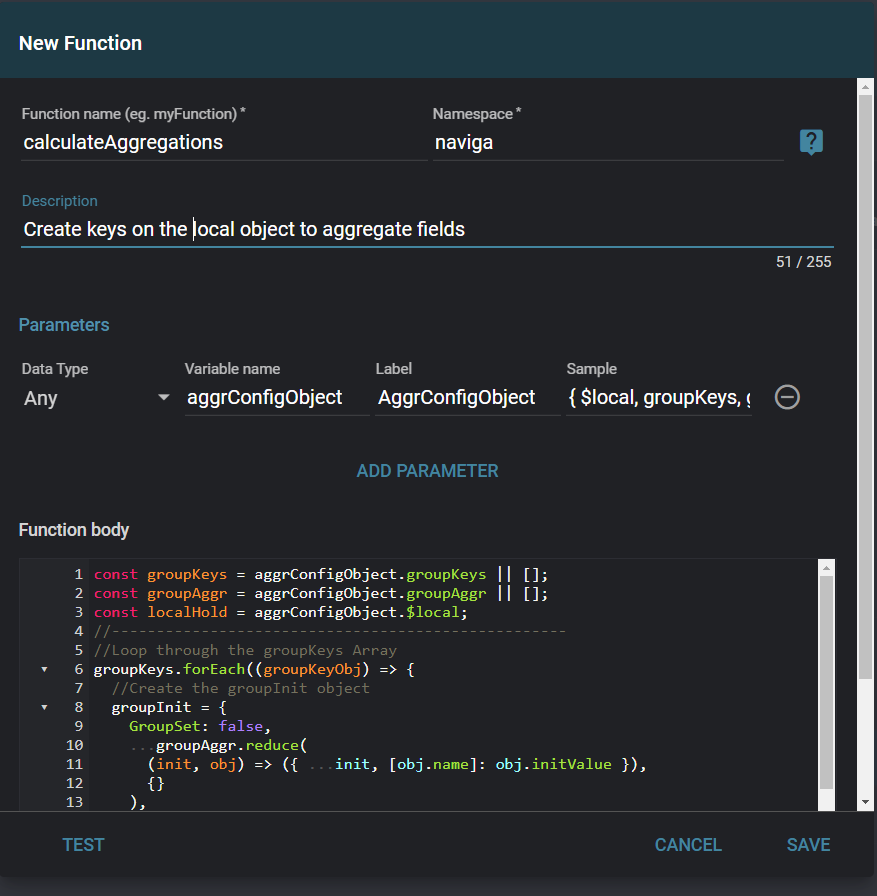 New Function
Function name (eg. myFunction) * Namespace *
calculateAggregations naviga
?
Description
Create keys on the local object to aggregate fields
51 / 255
Parameters
Data Type Variable name Label Sample
Any aggrConfigObject AggrConfigObject { $local, groupKeys, g
ADD PARAMETER
Function body
1 const groupKeys = aggrConfigObject.groupKeys || [];
2 const groupAggr = aggrConfigObject.groupAggr || [];
3 const localHold = aggrConfigObject.$local;
4 //---------------------------------------------------
5 //Loop through the groupKeys Array
6 groupKeys.forEach((groupKeyObj) => {
7 //Create the groupInit object
8 groupInit = {
9 GroupSet: false,
10 ...groupAggr.reduce(
11 (init, obj) => ({ ...init, [obj.name]: obj.initValue }),
12 {}
13 ),
TEST CANCEL SAVE